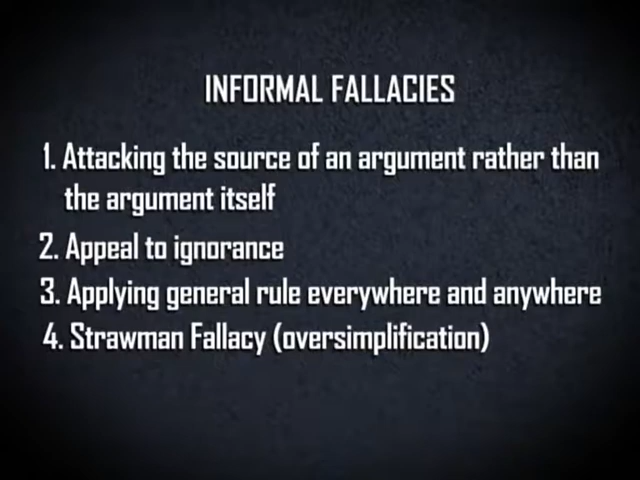 INFORMAL FALLACIES
1. Attacking the source of an argument rather than
the argument itself
2. Appeal to ignorance
3. Applying general rule everywhere and anywhere
4. Strawman Fallacy (oversimplification)